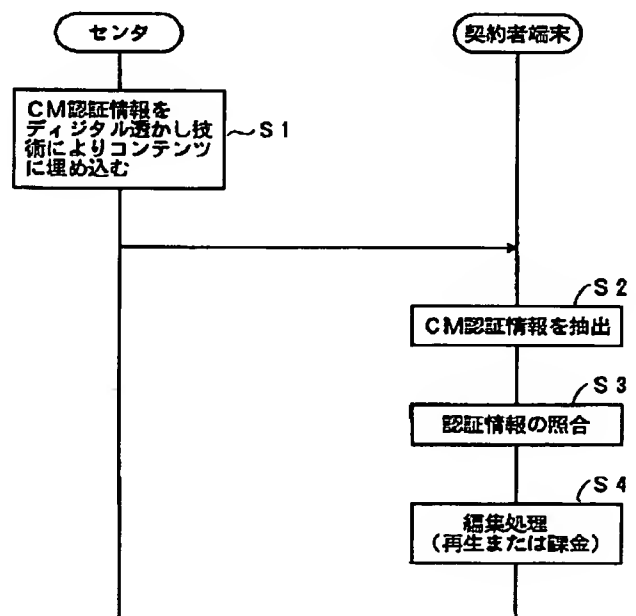 センタ
契約者端末
CM認証情報を
ディジタル透かし技
術によりコンテンツ
に埋め込む
S1
S2
CM認証情報を抽出
S3
認証情報の照合
S4
編集処理
(再生または課金)